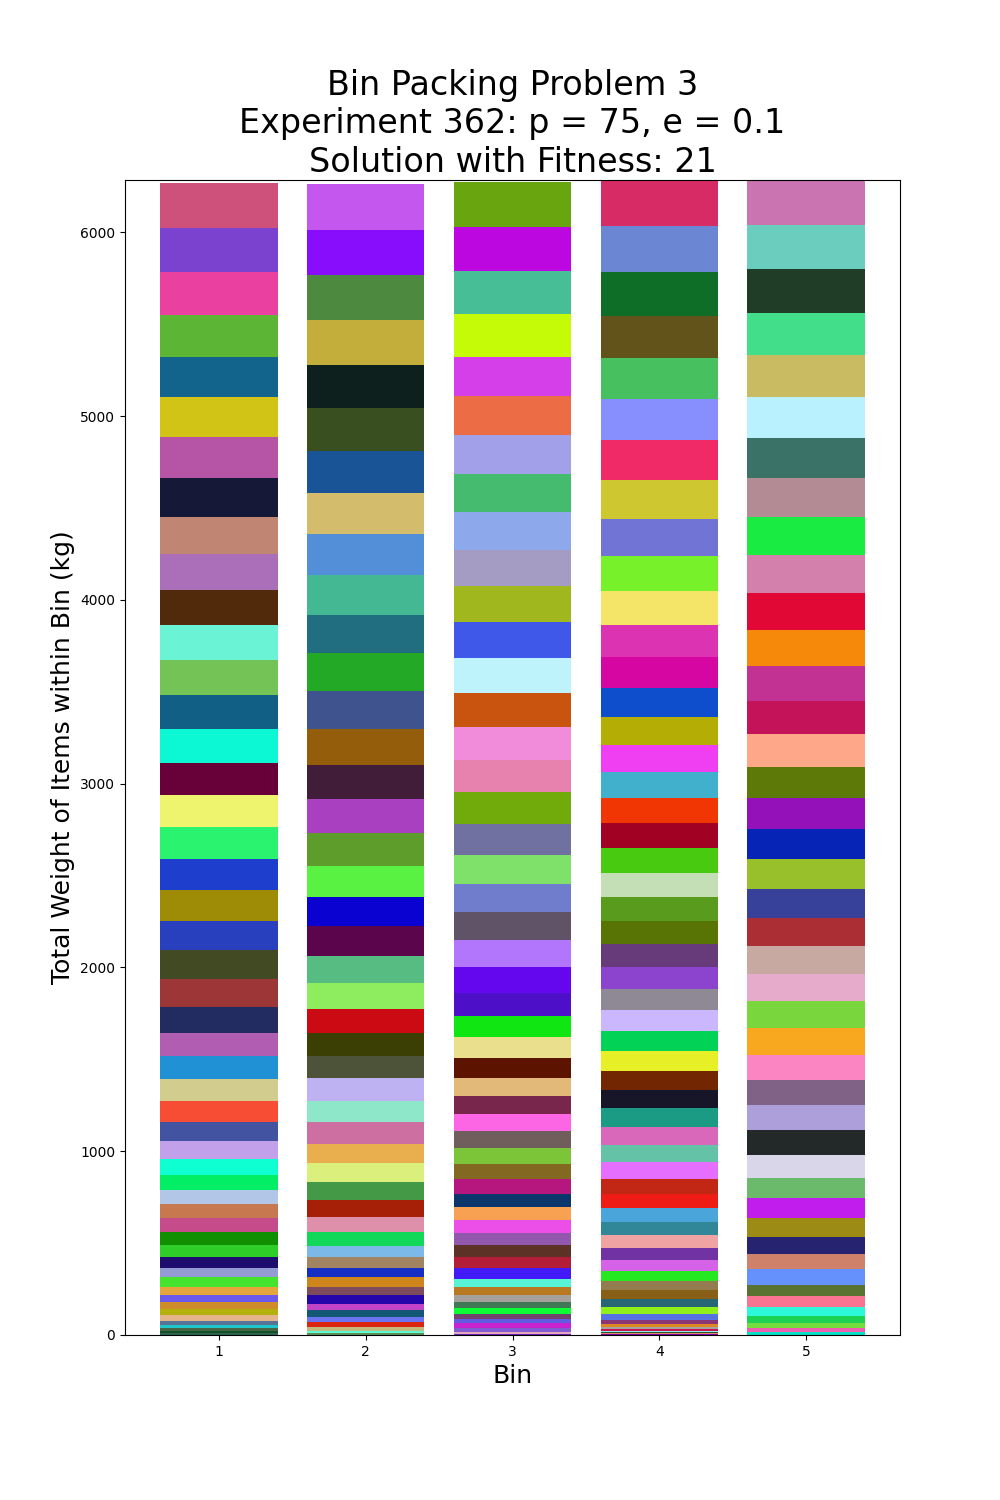 Bin Packing Problem 3
Experiment 362: p = 75, e = 0.1
Solution with Fitness: 21
Total Weight of Items within Bin (kg)
6000
5000
4000
3000
2000
1000
0
1 2 3 4 5
Bin